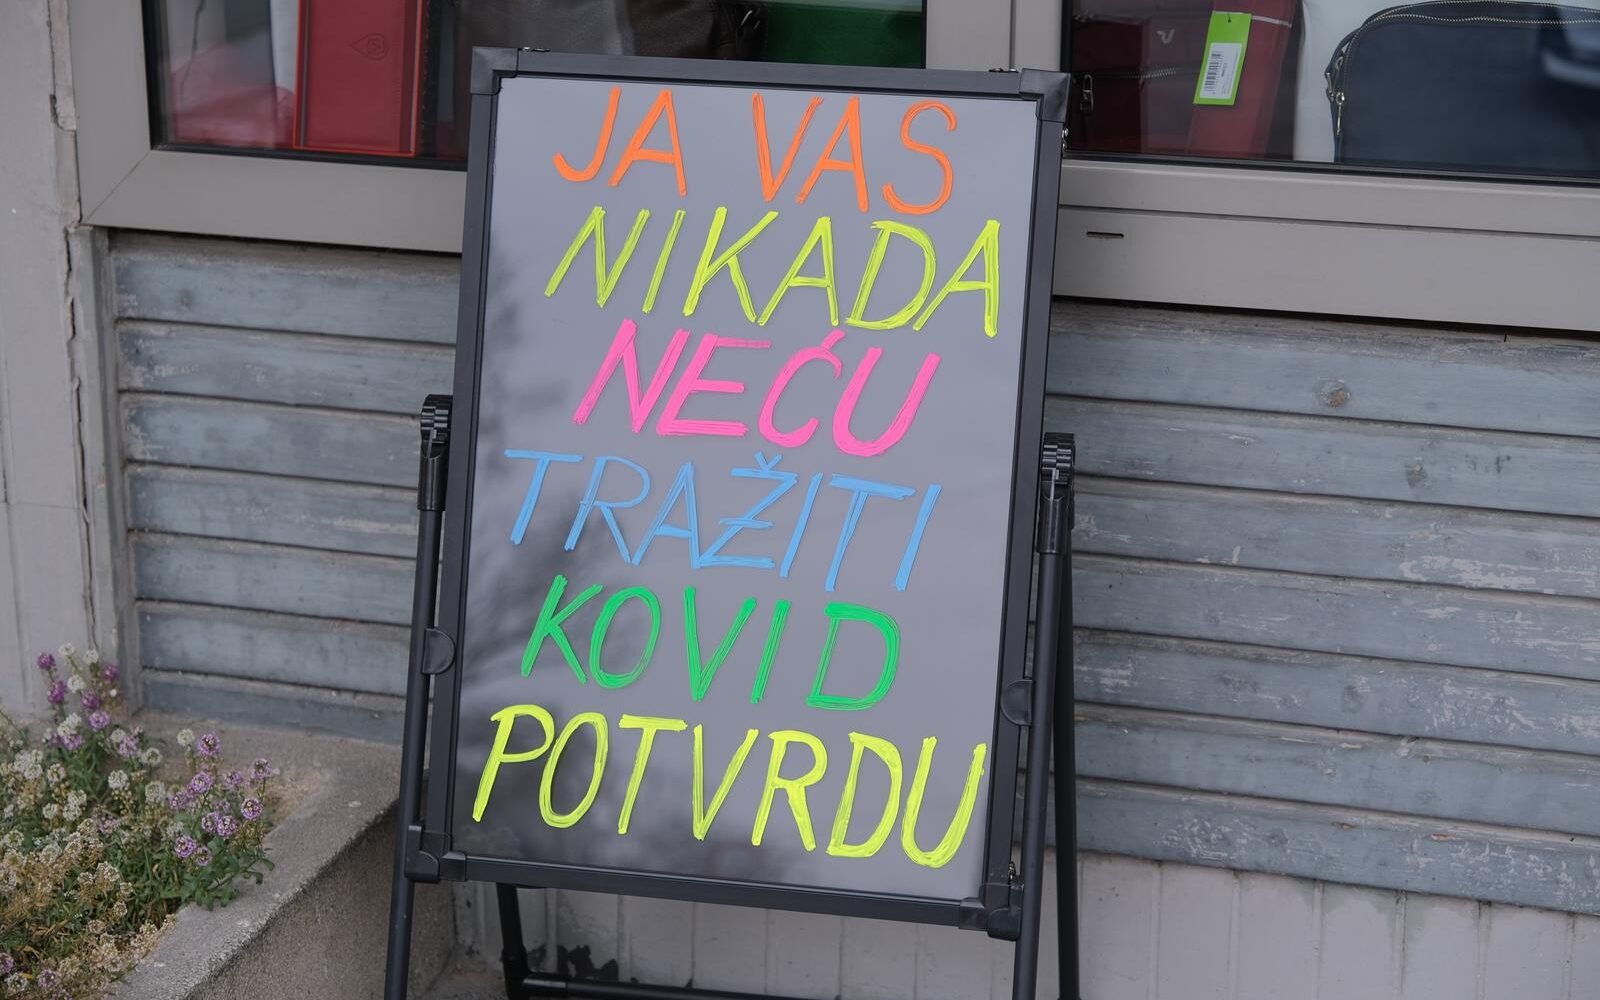 JA VAS
NIKADA
NEĆU
TRAŽITI
KOVID
POTVRDU